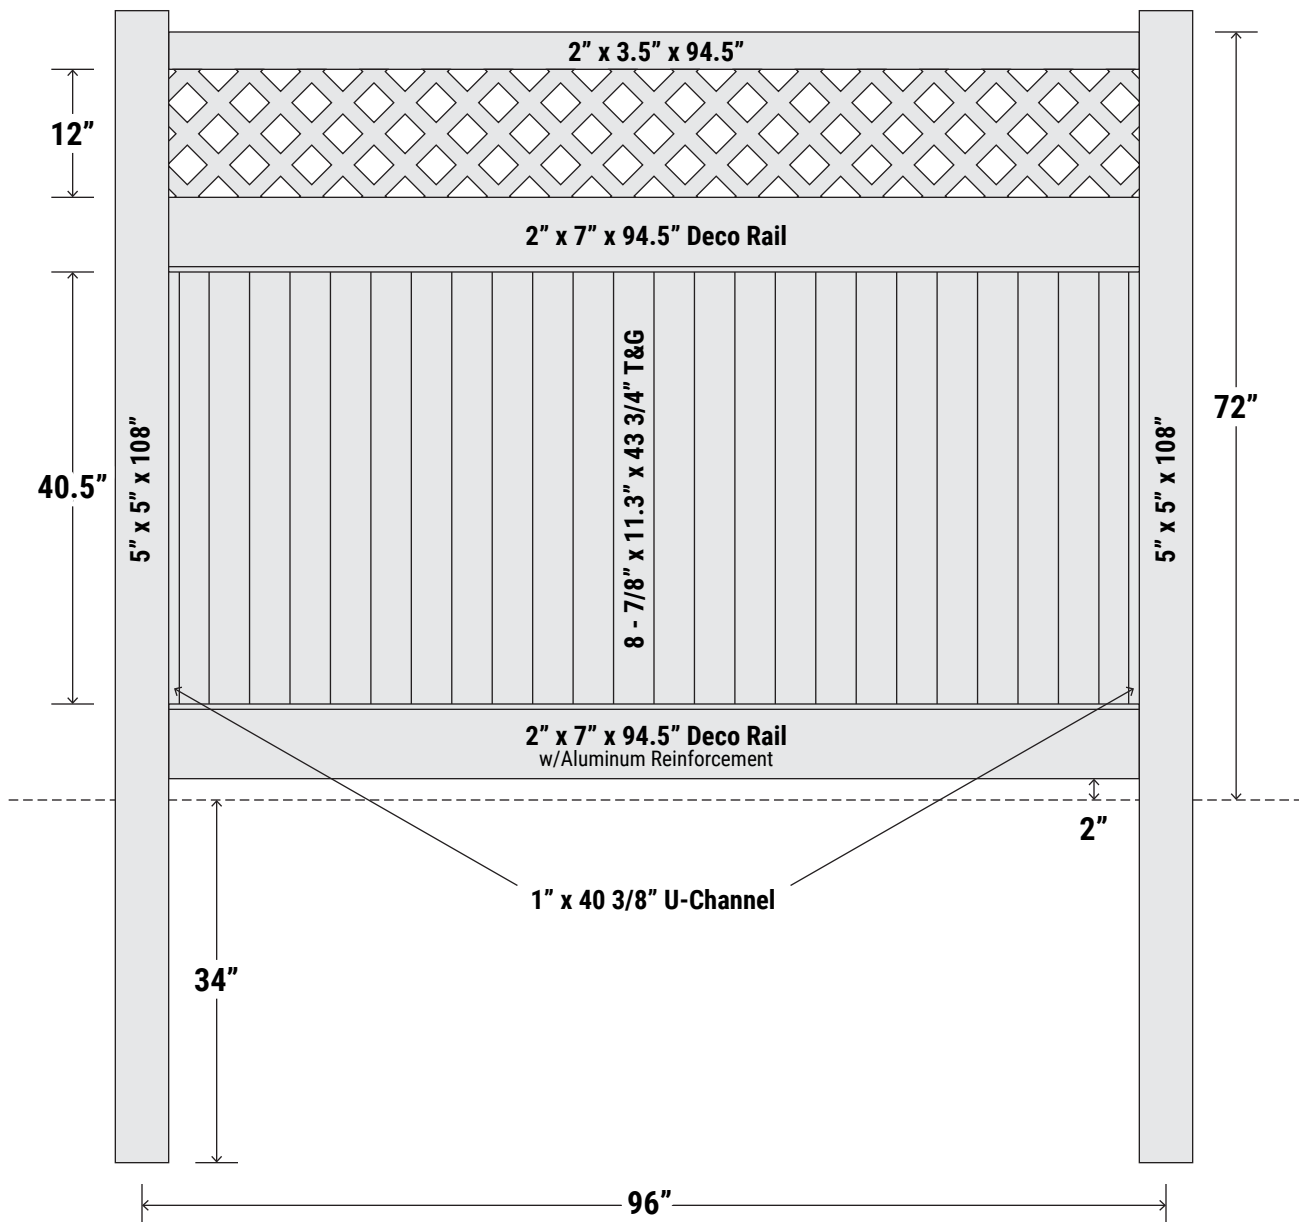 2” x 3.5” x 94.5”
12”
2” x 7” x 94.5” Deco Rail
8 - 7/8” x 11.3” x 43 3/4” T&G
72”
5” x 5” x 108”
5” x 5” x 108”
40.5”
2” x 7” x 94.5” Deco Rail
w/Aluminum Reinforcement
2”
1” x 40 3/8” U-Channel
34”
96”